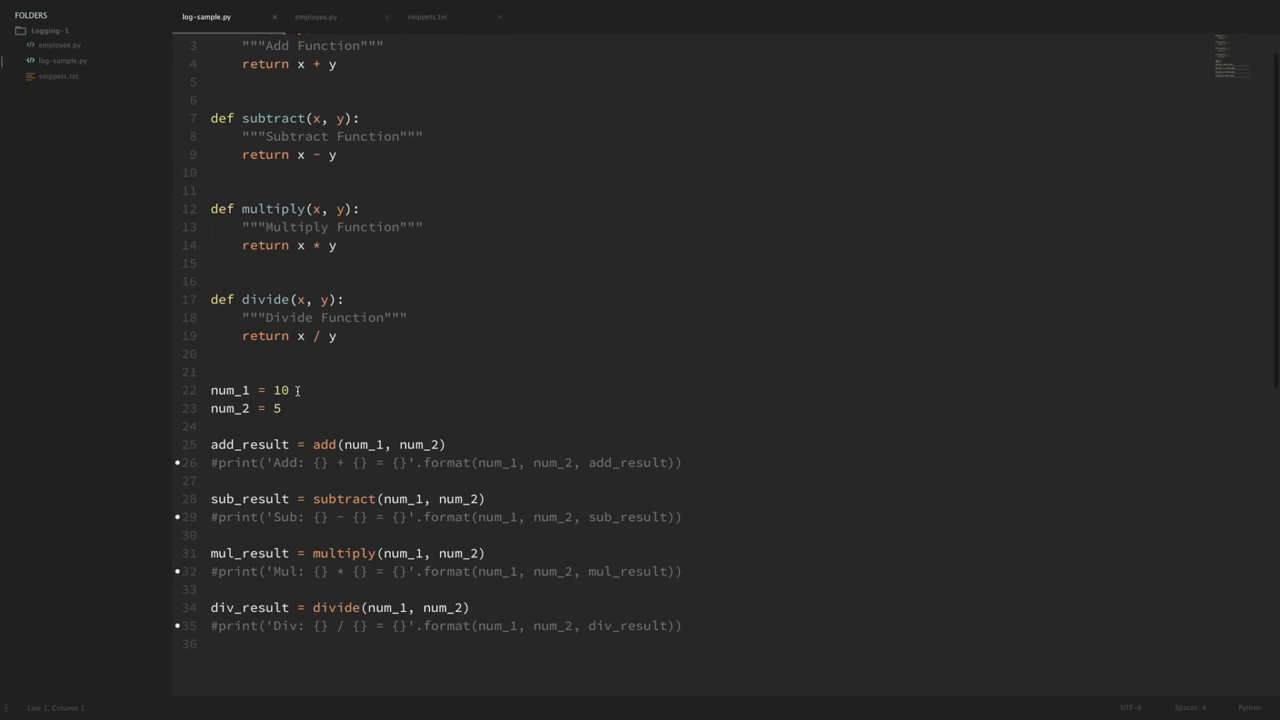 FOLDERS
Logging-1
employee.py
log-sample.py
snippets.txt
log-sample.py × employee.py × snippets.txt ×
3 """Add Function"""
4 return x + y
5
6
7 def subtract(x, y):
8 """Subtract Function"""
9 return x - y
10
11
12 def multiply(x, y):
13 """Multiply Function"""
14 return x * y
15
16
17 def divide(x, y):
18 """Divide Function"""
19 return x / y
20
21
22 num_1 = 10
23 num_2 = 5
24
25 add_result = add(num_1, num_2)
26 #print('Add: {} + {} = {}'.format(num_1, num_2, add_result))
27
28 sub_result = subtract(num_1, num_2)
29 #print('Sub: {} - {} = {}'.format(num_1, num_2, sub_result))
30
31 mul_result = multiply(num_1, num_2)
32 #print('Mul: {} * {} = {}'.format(num_1, num_2, mul_result))
33
34 div_result = divide(num_1, num_2)
35 #print('Div: {} / {} = {}'.format(num_1, num_2, div_result))
36
Line 1, Column 1 UTF-8 Spaces: 4 Python